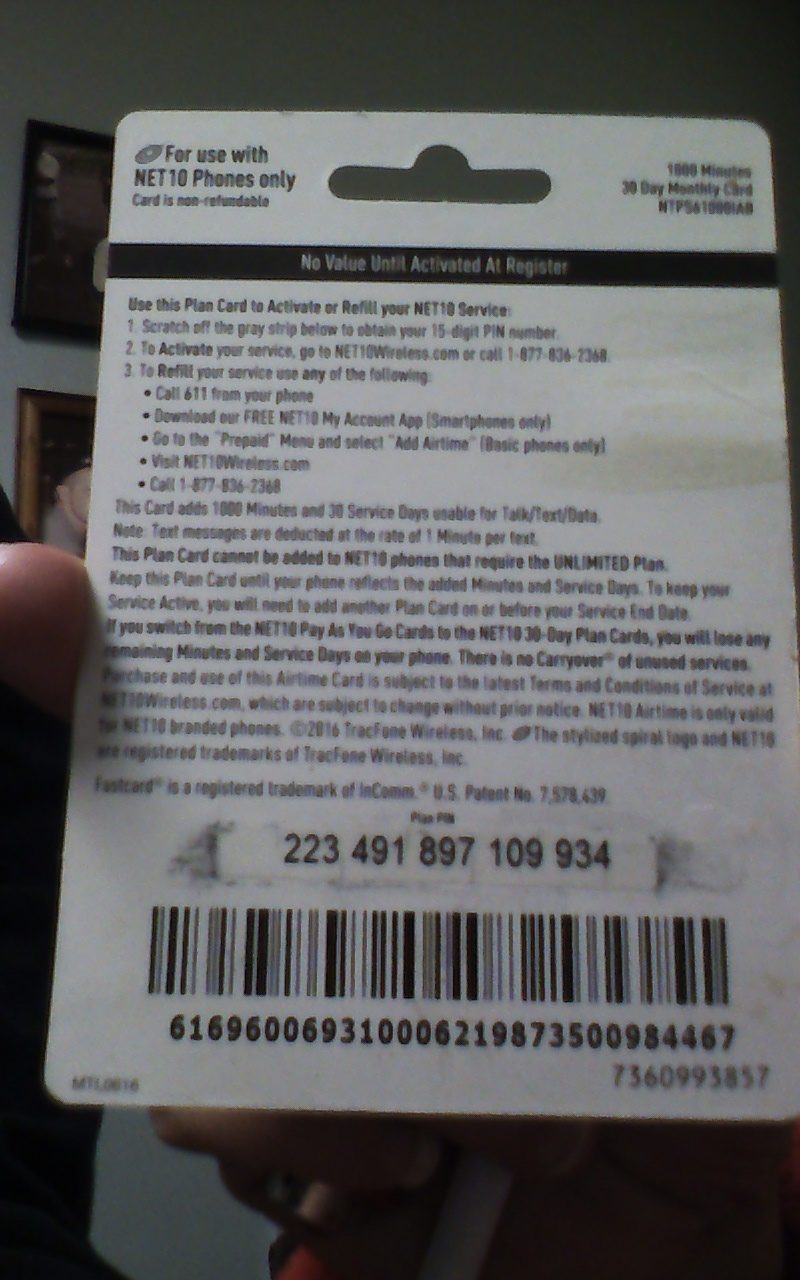 For use with
NET10 Phones only
Card is non-refundable
1000 Minutes
30 Day Monthly Card
No Value Until Activated At Register
Use this Plan Card to Activate or Refill your NET10 Service:
1. Scratch off the gray strip below to obtain your 15-digit PIN number.
2. To Activate your service, go to NET10Wireless.com or call 1-877-836-2368.
3. To Refill your service use any of the following:
• Call 611 from your phone
• Download our FREE NET10 My Account App (Smartphones only)
• Go to the "Prepaid" Menu and select "Add Airtime" (Basic phones only)
• Visit NET10Wireless.com
• Call 1-877-836-2368
This Card adds 1000 Minutes and 30 Service Days usable for Talk/Text/Data.
Note: Text messages are deducted at the rate of 1 Minute per text.
This Plan Card cannot be added to NET10 phones that require the UNLIMITED Plan.
Keep this Plan Card until your phone reflects the added Minutes and Service Days. To keep your
Service Active, you will need to add another Plan Card on or before your Service End Date.
If you switch from the NET10 Pay As You Go Cards to the NET10 30-Day Plan Cards, you will lose any
remaining Minutes and Service Days on your phone. There is no Carryover® of unused services.
Purchase and use of this Airtime Card is subject to the latest Terms and Conditions of Service at
NET10Wireless.com, which are subject to change without prior notice. NET10 Airtime is only valid
for NET10 branded phones. ©2016 TracFone Wireless, Inc. The stylized spiral logo and NET10
are registered trademarks of TracFone Wireless, Inc.
Fastcard® is a registered trademark of InComm.® U.S. Patent No. 7,578,439.
Plan PIN
223 491 897 109 934
616960069310006219873500984467
7360993857
MTL0616